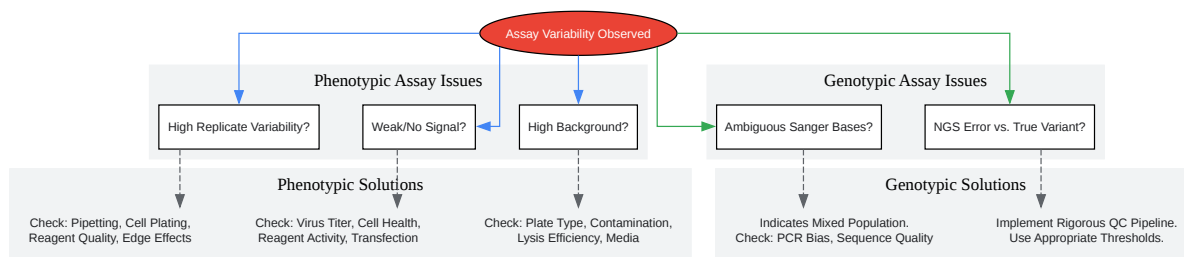 Assay Variability Observed
Phenotypic Assay Issues
Genotypic Assay Issues
High Replicate Variability?
Weak/No Signal?
High Background?
Ambiguous Sanger Bases?
NGS Error vs. True Variant?
Phenotypic Solutions
Genotypic Solutions
Check: Pipetting, Cell Plating,
Reagent Quality, Edge Effects
Check: Virus Titer, Cell Health,
Reagent Activity, Transfection
Check: Plate Type, Contamination,
Lysis Efficiency, Media
Indicates Mixed Population.
Check: PCR Bias, Sequence Quality
Implement Rigorous QC Pipeline.
Use Appropriate Thresholds.